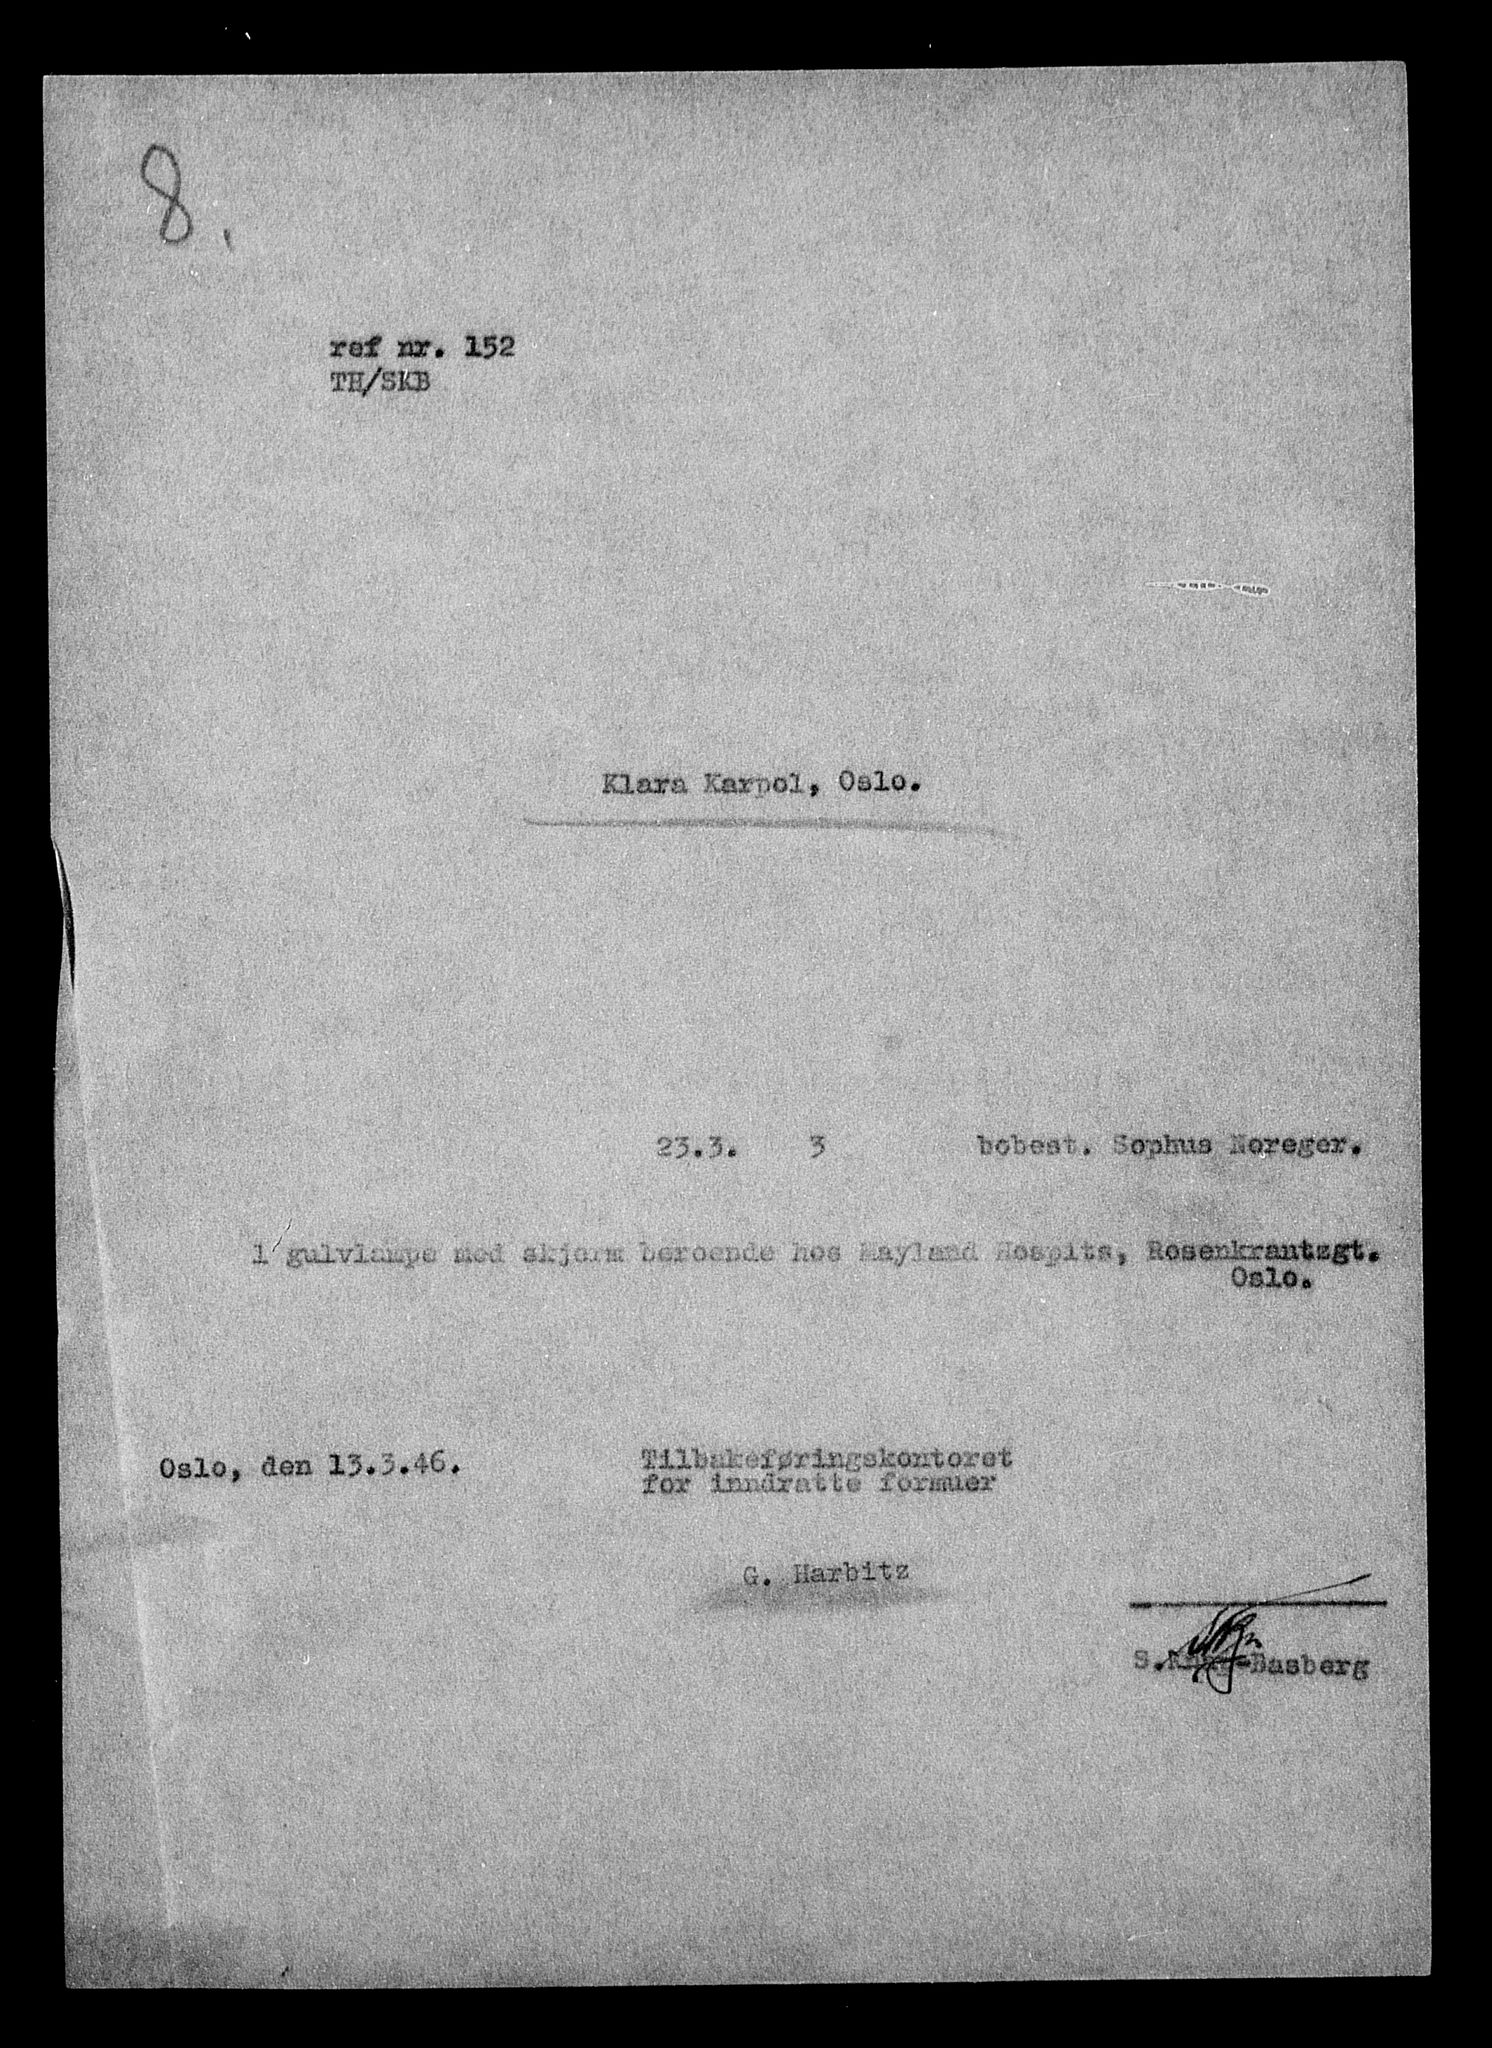 8.
ref nr. 152
TH/SKB
Klara Karpol, Oslo.
23.3. 3 bobest. Sophus Noreger.
1 gulvlampe med skjerm beroende hos Mayland Hospits, Rosenkrantzgt.
Oslo.
Oslo, den 13.3.46. Tilbakeføringskontoret
for inndratte formuer
G. Harbitz
S. -Basberg